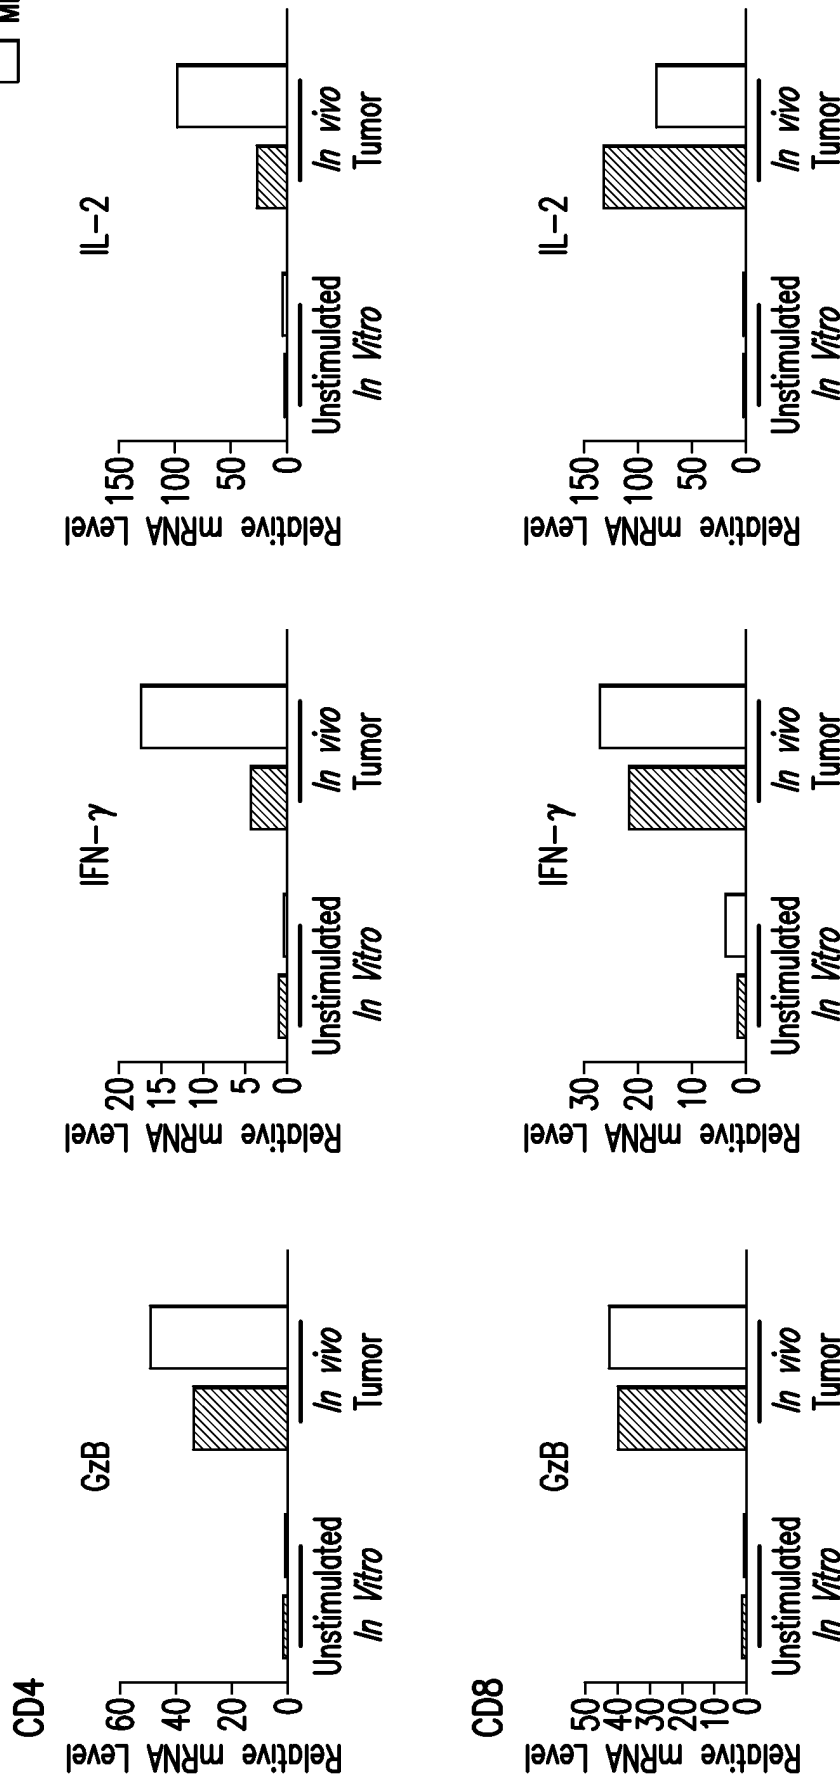 CD4
GzB
Relative mRNA Level
60
40
20
0
Unstimulated
In Vitro
In vivo
Tumor
IFN-γ
Relative mRNA Level
20
15
10
5
0
Unstimulated
In Vitro
In vivo
Tumor
IL-2
Relative mRNA Level
150
100
50
0
Unstimulated
In Vitro
In vivo
Tumor
CD8
GzB
Relative mRNA Level
50
40
30
20
10
0
Unstimulated
In Vitro
In vivo
Tumor
IFN-γ
Relative mRNA Level
30
20
10
0
Unstimulated
In Vitro
In vivo
Tumor
IL-2
Relative mRNA Level
150
100
50
0
Unstimulated
In Vitro
In vivo
Tumor